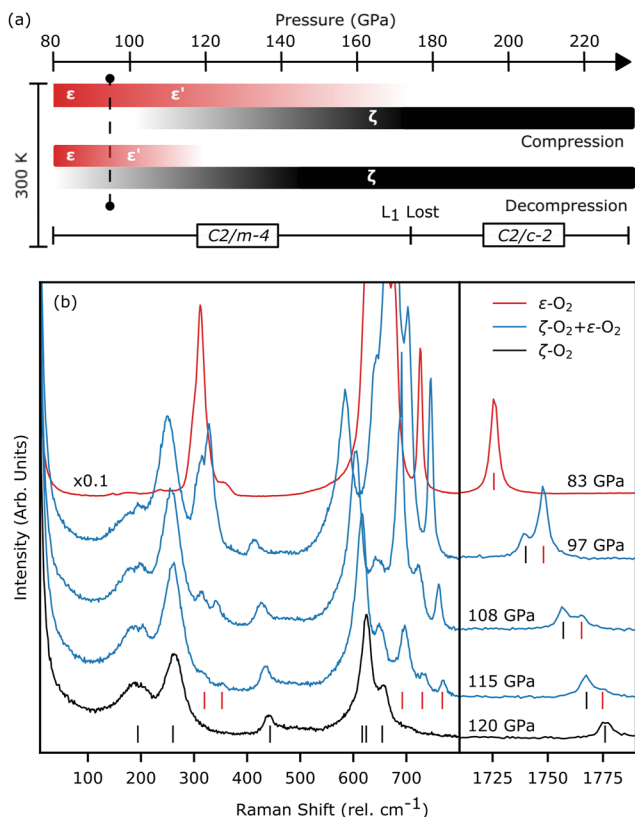 (a)
Pressure (GPa)
80 100 120 140 160 180 200 220
300 K
ε ε'
ζ
Compression
ε ε'
ζ
L1 Lost Decompression
C2/m-4 C2/c-2
(b)
ε-O2
ζ-O2+ε-O2
ζ-O2
x0.1
83 GPa
97 GPa
108 GPa
115 GPa
120 GPa
Intensity (Arb. Units)
100 200 300 400 500 600 700 1725 1750 1775
Raman Shift (rel. cm-1)